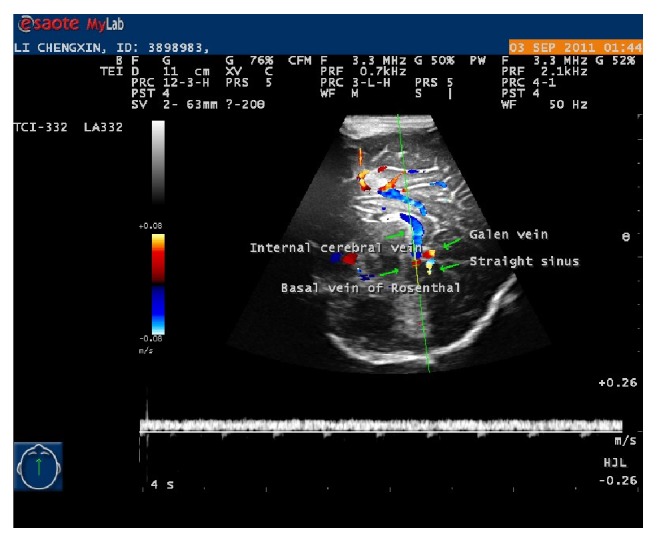 esaote MyLab
LI CHENGXIN, ID: 3898983,
03 SEP 2011 01:44
B F G G 76% CFM F 3.3 MHz G 50% PW F 3.3 MHz G 52%
TEI D 11 cm XV C PRF 0.7kHz PRF 2.1kHz
PRC 12-3-H PRS 5 PRC 3-L-H PRS 5 PRC 4-1
PST 4 WF M S | PST 4
SV 2- 63mm ?-20θ WF 50 Hz
TCI-332 LA332
+0.08
e
Galen vein
Internal cerebral vein
Straight sinus
Basal vein of Rosenthal
-0.08
m/s
+0.26
m/s
HJL
-0.26
4 s